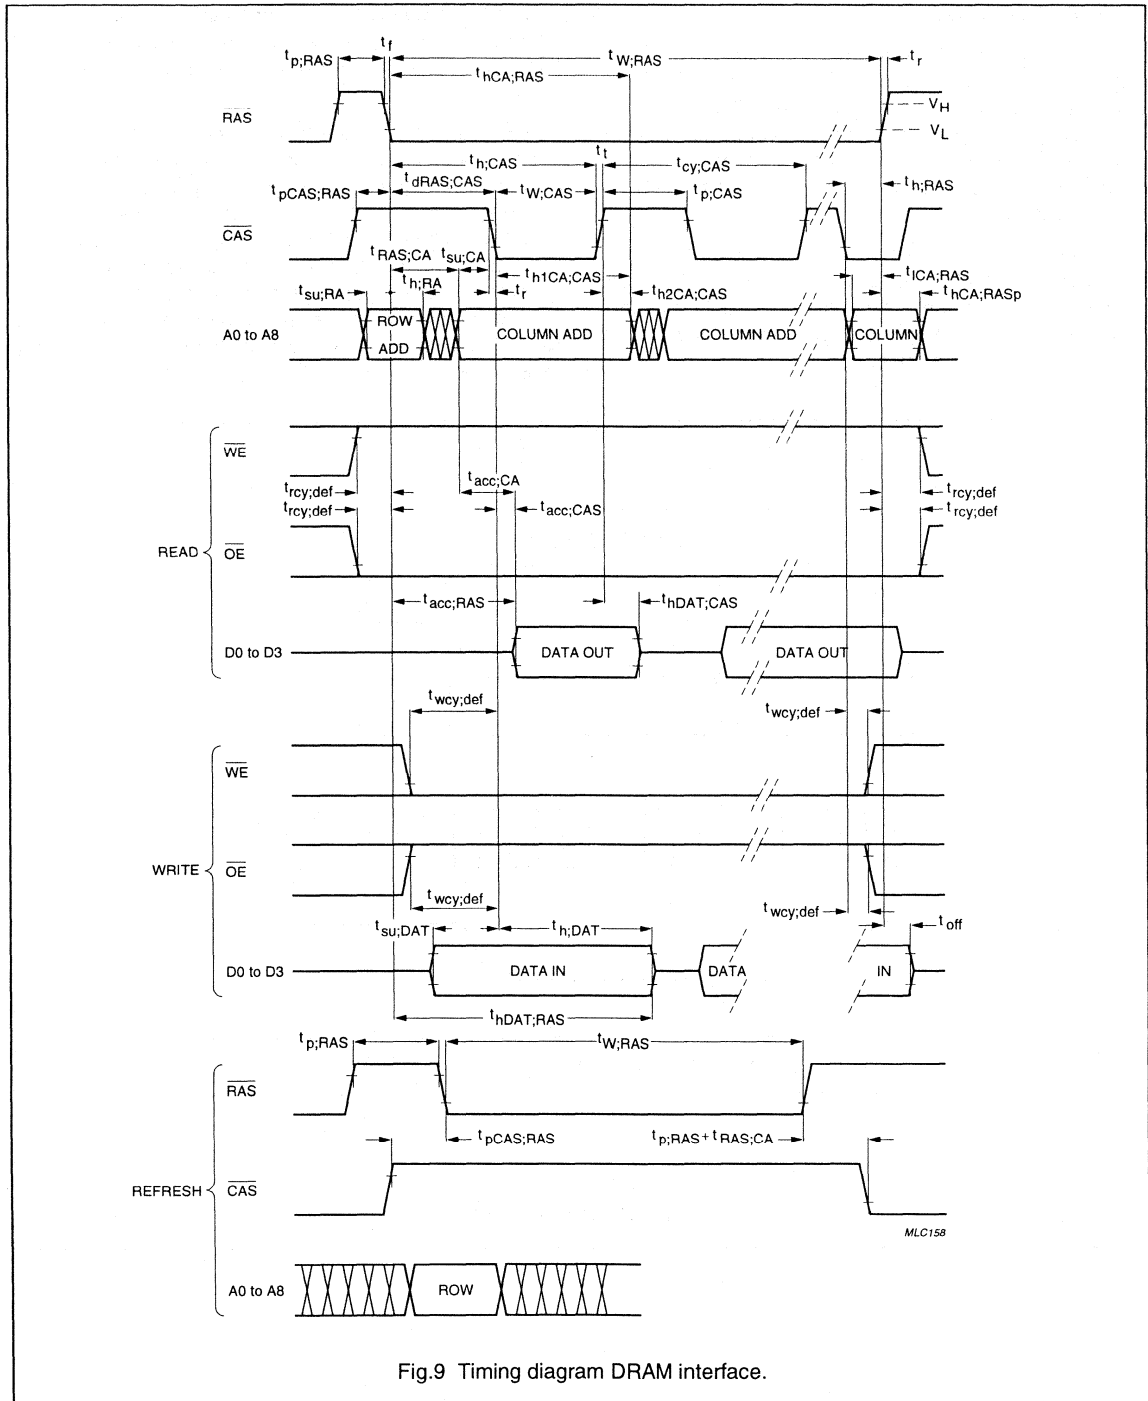 tf
tp;RAS
tW;RAS
tr
thCA;RAS
RAS
VH
VL
tt
th;CAS
tcy;CAS
tpCAS;RAS
tdRAS;CAS
tW;CAS
tp;CAS
th;RAS
CAS
tRAS;CA
tsu;CA
th1CA;CAS
tlCA;RAS
tsu;RA
th;RA
tr
th2CA;CAS
thCA;RASp
A0 to A8
ROW ADD
COLUMN ADD
COLUMN ADD
COLUMN
READ
WE
tacc;CA
trcy;def
trcy;def
tacc;CAS
trcy;def
trcy;def
OE
tacc;RAS
thDAT;CAS
D0 to D3
DATA OUT
DATA OUT
twcy;def
twcy;def
WRITE
WE
OE
twcy;def
twcy;def
tsu;DAT
th;DAT
toff
D0 to D3
DATA IN
DATA
IN
thDAT;RAS
tp;RAS
tW;RAS
REFRESH
RAS
tpCAS;RAS
tp;RAS + tRAS;CA
CAS
MLC158
A0 to A8
ROW
Fig.9 Timing diagram DRAM interface.